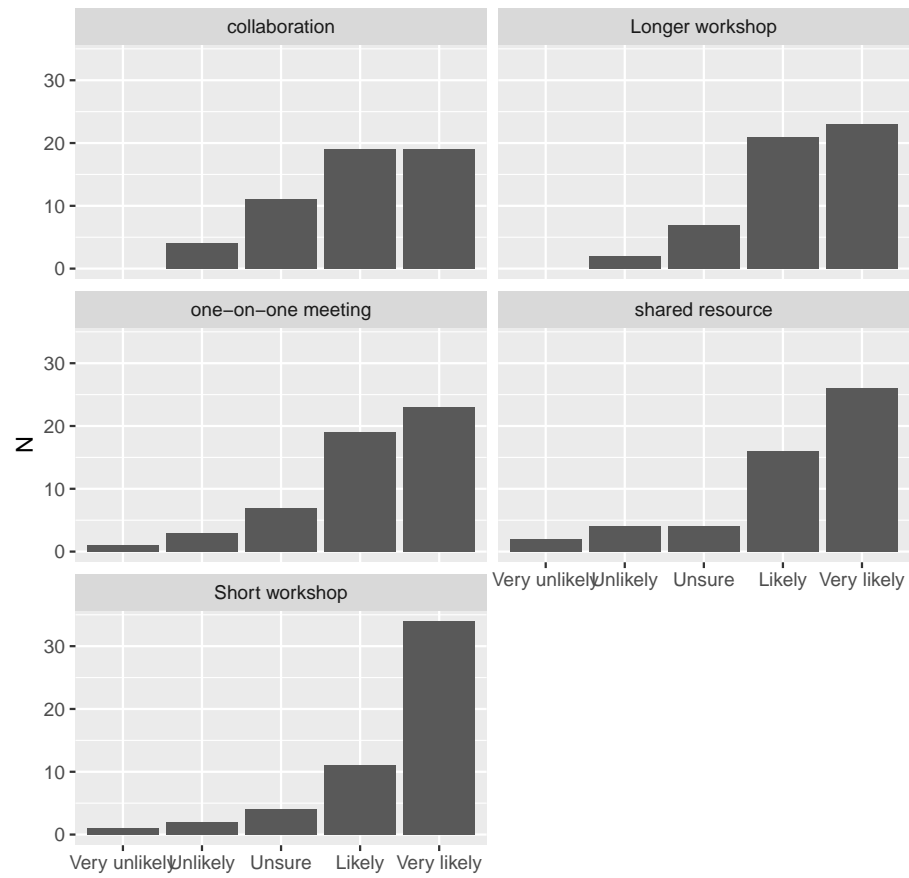 collaboration
Longer workshop
30
20
10
0
one−on−one meeting
shared resource
30
20
10
0
N
Very unlikely Unlikely Unsure Likely Very likely
Short workshop
30
20
10
0
Very unlikely Unlikely Unsure Likely Very likely